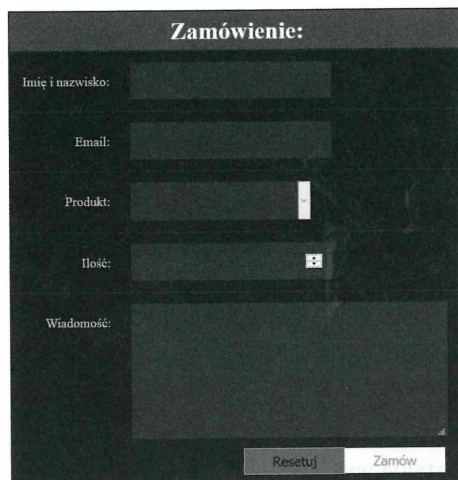 Zamówienie:
Imię i nazwisko:
Email:
Produkt:
Ilość:
Wiadomość:
Resetuj
Zamów